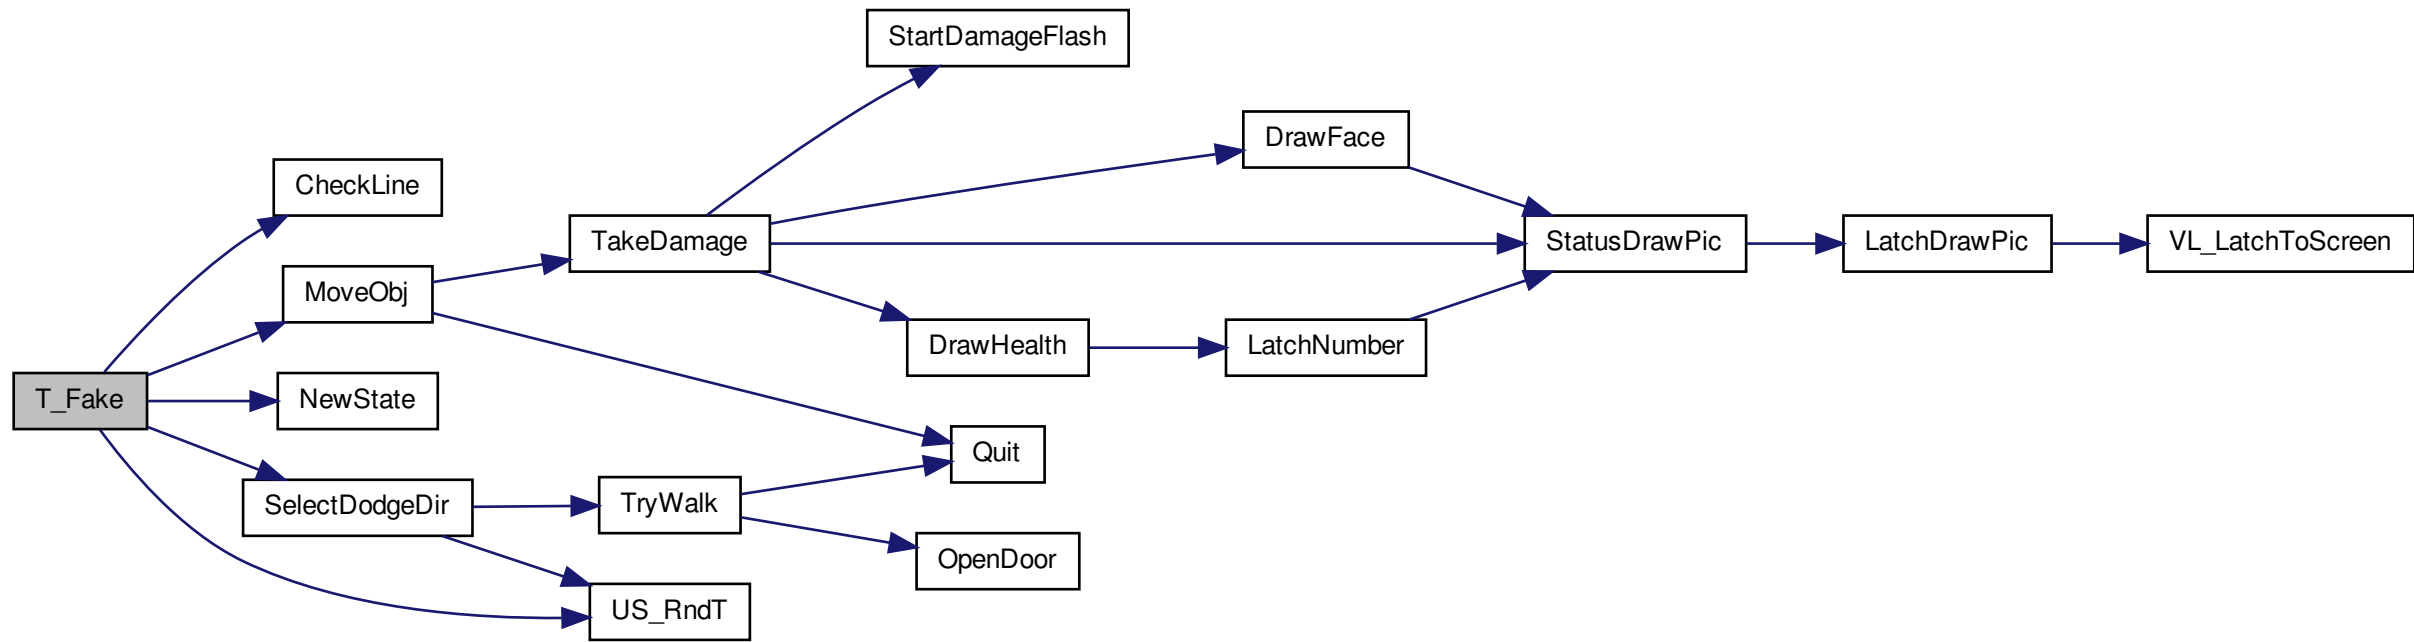 StartDamageFlash
DrawFace
CheckLine
TakeDamage
StatusDrawPic
LatchDrawPic
VL_LatchToScreen
MoveObj
DrawHealth
LatchNumber
T_Fake
NewState
Quit
SelectDodgeDir
TryWalk
OpenDoor
US_RndT